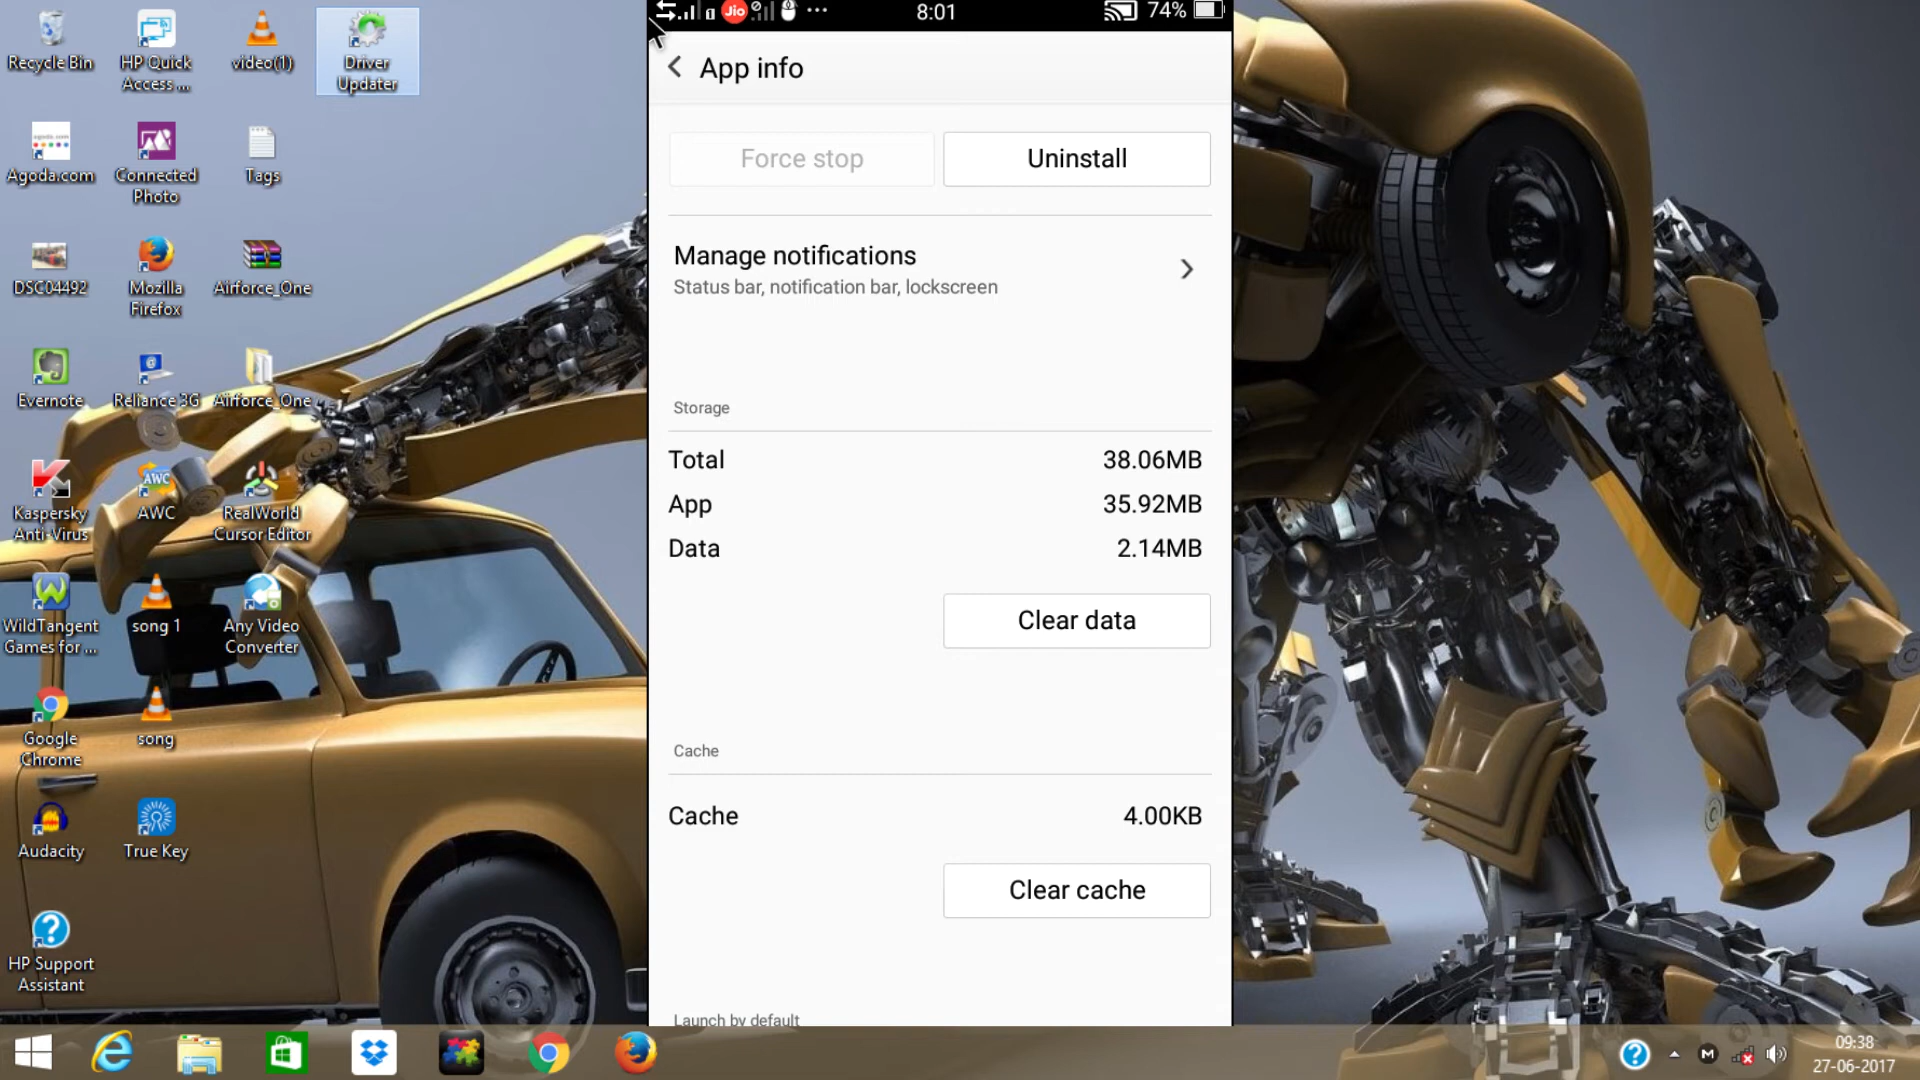 Recycle Bin
HP Quick
Access ...
video(1)
Driver
Updater
agoda.com
Agoda.com
Connected
Photo
Tags
DSC04492
Mozilla
Firefox
Airforce_One
Evernote
Reliance 3G
Airforce_One
Kaspersky
Anti-Virus
AWC
AWC
RealWorld
Cursor Editor
WildTangent
Games for ...
song 1
Any Video
Converter
Google
Chrome
song
Audacity
True Key
HP Support
Assistant
Jio
8:01
74%
App info
Force stop
Uninstall
Manage notifications
Status bar, notification bar, lockscreen
Storage
Total 38.06MB
App 35.92MB
Data 2.14MB
Clear data
Cache
Cache 4.00KB
Clear cache
Launch by default
09:38
27-06-2017